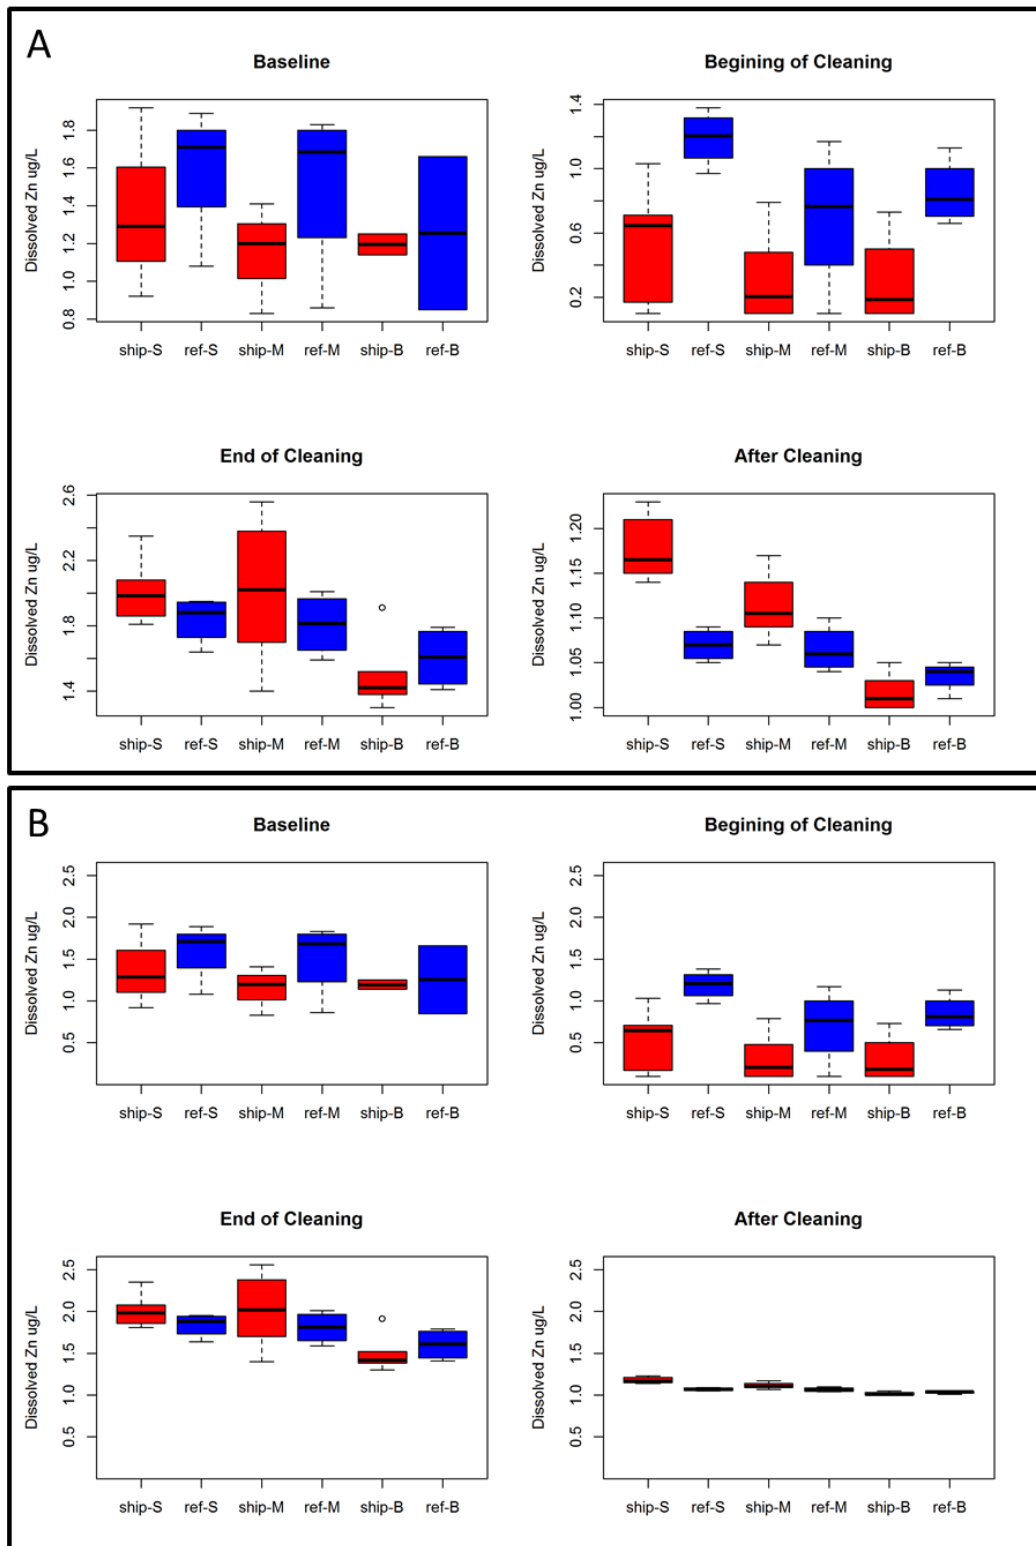 A
Baseline
Begining of Cleaning
Dissolved Zn ug/L
0.8 1.0 1.2 1.4 1.6 1.8
ship-S ref-S ship-M ref-M ship-B ref-B
Dissolved Zn ug/L
0.2 0.6 1.0 1.4
ship-S ref-S ship-M ref-M ship-B ref-B
End of Cleaning
After Cleaning
Dissolved Zn ug/L
1.4 1.8 2.2 2.6
ship-S ref-S ship-M ref-M ship-B ref-B
Dissolved Zn ug/L
1.00 1.05 1.10 1.15 1.20
ship-S ref-S ship-M ref-M ship-B ref-B
B
Baseline
Begining of Cleaning
Dissolved Zn ug/L
0.5 1.0 1.5 2.0 2.5
ship-S ref-S ship-M ref-M ship-B ref-B
Dissolved Zn ug/L
0.5 1.0 1.5 2.0 2.5
ship-S ref-S ship-M ref-M ship-B ref-B
End of Cleaning
After Cleaning
Dissolved Zn ug/L
0.5 1.0 1.5 2.0 2.5
ship-S ref-S ship-M ref-M ship-B ref-B
Dissolved Zn ug/L
0.5 1.0 1.5 2.0 2.5
ship-S ref-S ship-M ref-M ship-B ref-B